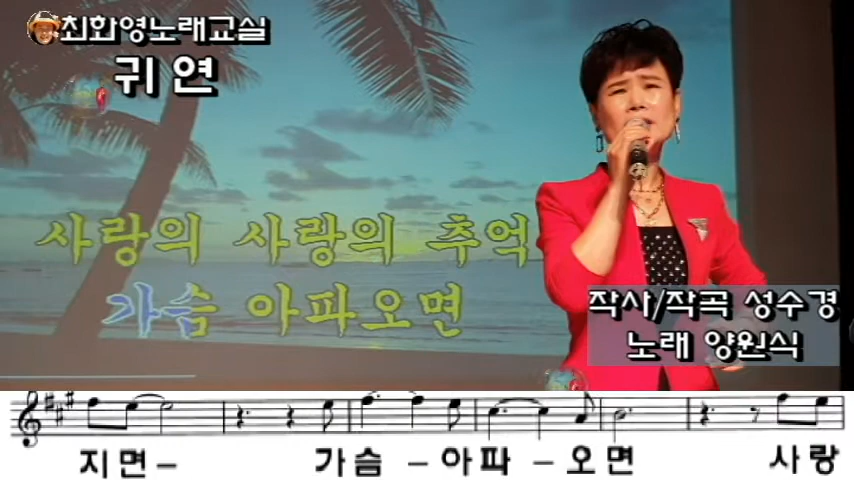 최화영노래교실
귀연
사랑의 사랑의 추억
가슴 아파오면
작사/작곡 성수경
노래 양원식
지면- 가슴 -아파 -오면 사랑